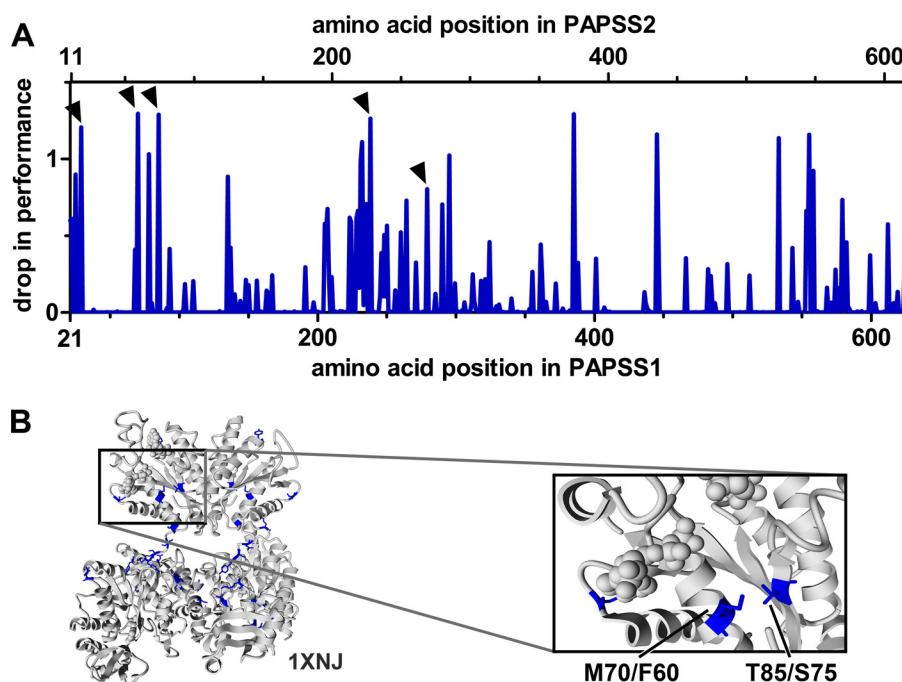 A
amino acid position in PAPSS2
11 200 400 600
drop in performance
1
0
21 200 400 600
amino acid position in PAPSS1
B
1XNJ
M70/F60 T85/S75